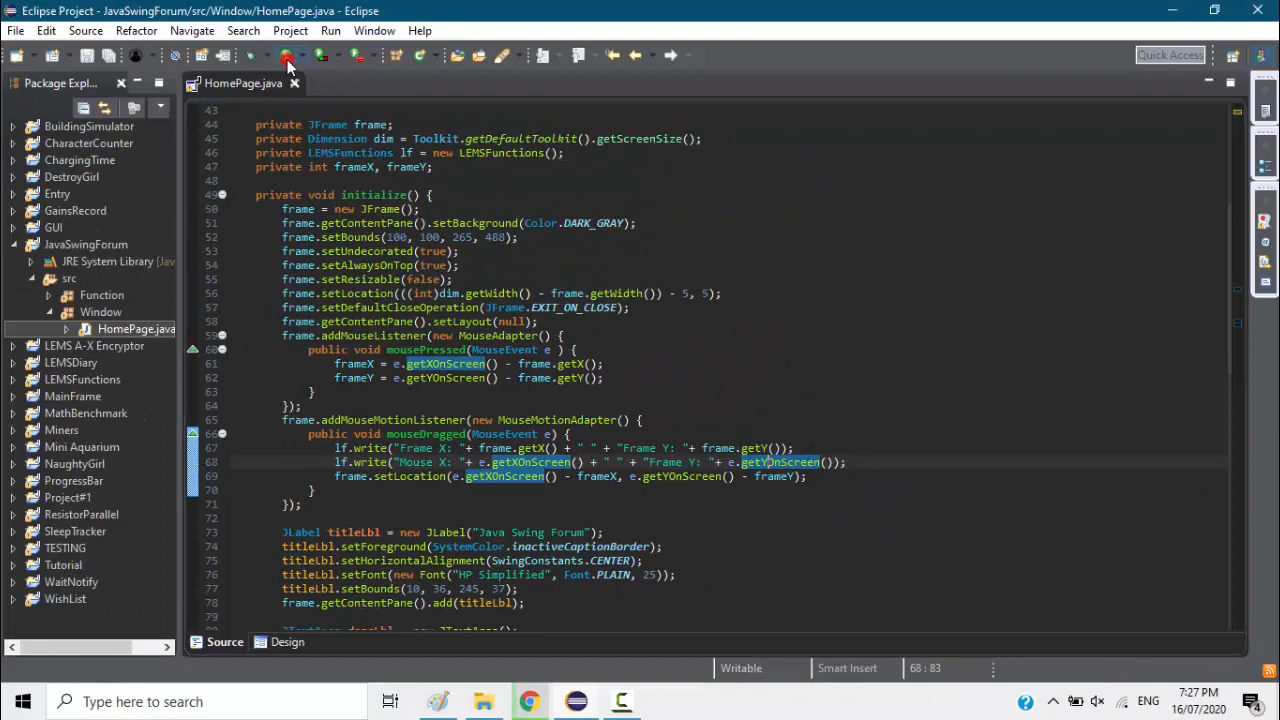 Eclipse Project - JavaSwingForum/src/Window/HomePage.java - Eclipse
File Edit Source Refactor Navigate Search Project Run Window Help
Quick Access
Package Expl...
HomePage.java
BuildingSimulator
CharacterCounter
ChargingTime
DestroyGirl
Entry
GainsRecord
GUI
JavaSwingForum
JRE System Library [Ja
src
Function
Window
HomePage.java
LEMS A-X Encryptor
LEMSDiary
LEMSFunctions
MainFrame
MathBenchmark
Miners
Mini Aquarium
NaughtyGirl
ProgressBar
Project#1
ResistorParallel
SleepTracker
TESTING
Tutorial
WaitNotify
WishList
43
44 private JFrame frame;
45 private Dimension dim = Toolkit.getDefaultToolkit().getScreenSize();
46 private LEMSFunctions lf = new LEMSFunctions();
47 private int frameX, frameY;
48
49 private void initialize() {
50 frame = new JFrame();
51 frame.getContentPane().setBackground(Color.DARK_GRAY);
52 frame.setBounds(100, 100, 265, 488);
53 frame.setUndecorated(true);
54 frame.setAlwaysOnTop(true);
55 frame.setResizable(false);
56 frame.setLocation(((int)dim.getWidth() - frame.getWidth()) - 5, 5);
57 frame.setDefaultCloseOperation(JFrame.EXIT_ON_CLOSE);
58 frame.getContentPane().setLayout(null);
59 frame.addMouseListener(new MouseAdapter() {
60 public void mousePressed(MouseEvent e ) {
61 frameX = e.getXOnScreen() - frame.getX();
62 frameY = e.getYOnScreen() - frame.getY();
63 }
64 });
65 frame.addMouseMotionListener(new MouseMotionAdapter() {
66 public void mouseDragged(MouseEvent e) {
67 lf.write("Frame X: "+ frame.getX() + " " + "Frame Y: "+ frame.getY());
68 lf.write("Mouse X: "+ e.getXOnScreen() + " " + "Frame Y: "+ e.getYOnScreen());
69 frame.setLocation(e.getXOnScreen() - frameX, e.getYOnScreen() - frameY);
70 }
71 });
72
73 JLabel titleLbl = new JLabel("Java Swing Forum");
74 titleLbl.setForeground(SystemColor.inactiveCaptionBorder);
75 titleLbl.setHorizontalAlignment(SwingConstants.CENTER);
76 titleLbl.setFont(new Font("HP Simplified", Font.PLAIN, 25));
77 titleLbl.setBounds(10, 36, 245, 37);
78 frame.getContentPane().add(titleLbl);
79
Source Design
Writable Smart Insert 68 : 83
Type here to search
ENG
7:27 PM
16/07/2020
4